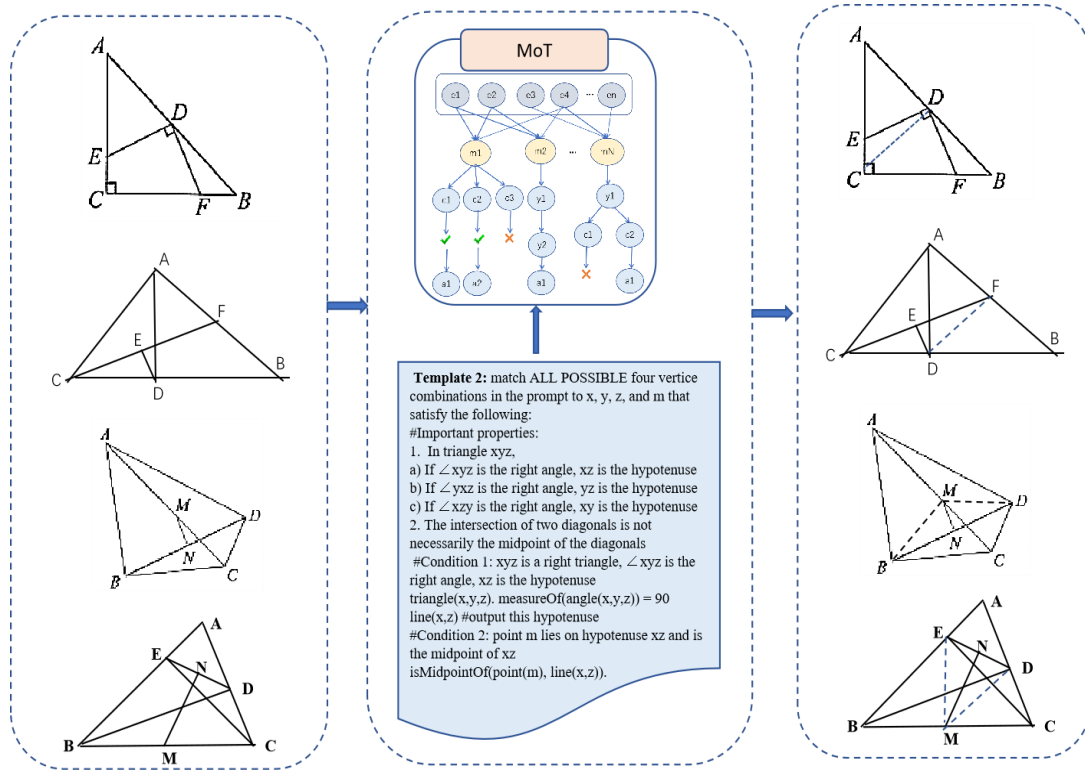 A
D
E
C
F
B
A
F
E
C
B
D
A
M
D
N
B
C
A
E
N
D
B
C
M
MoT
e1 e2 e3 e4 ... en
m1 m2 ... mN
c1 c2 c3 y1 y1
y2 c1 c2
a1 a2 a1 a1
Template 2: match ALL POSSIBLE four vertice
combinations in the prompt to x, y, z, and m that
satisfy the following:
#Important properties:
1. In triangle xyz,
a) If ∠xyz is the right angle, xz is the hypotenuse
b) If ∠yxz is the right angle, yz is the hypotenuse
c) If ∠xzy is the right angle, xy is the hypotenuse
2. The intersection of two diagonals is not
necessarily the midpoint of the diagonals
#Condition 1: xyz is a right triangle, ∠xyz is the
right angle, xz is the hypotenuse
triangle(x,y,z). measureOf(angle(x,y,z)) = 90
line(x,z) #output this hypotenuse
#Condition 2: point m lies on hypotenuse xz and is
the midpoint of xz
isMidpointOf(point(m), line(x,z)).
A
D
E
C
F
B
A
F
E
B
C
D
A
M
D
N
B
C
A
E
N
D
B
M
C